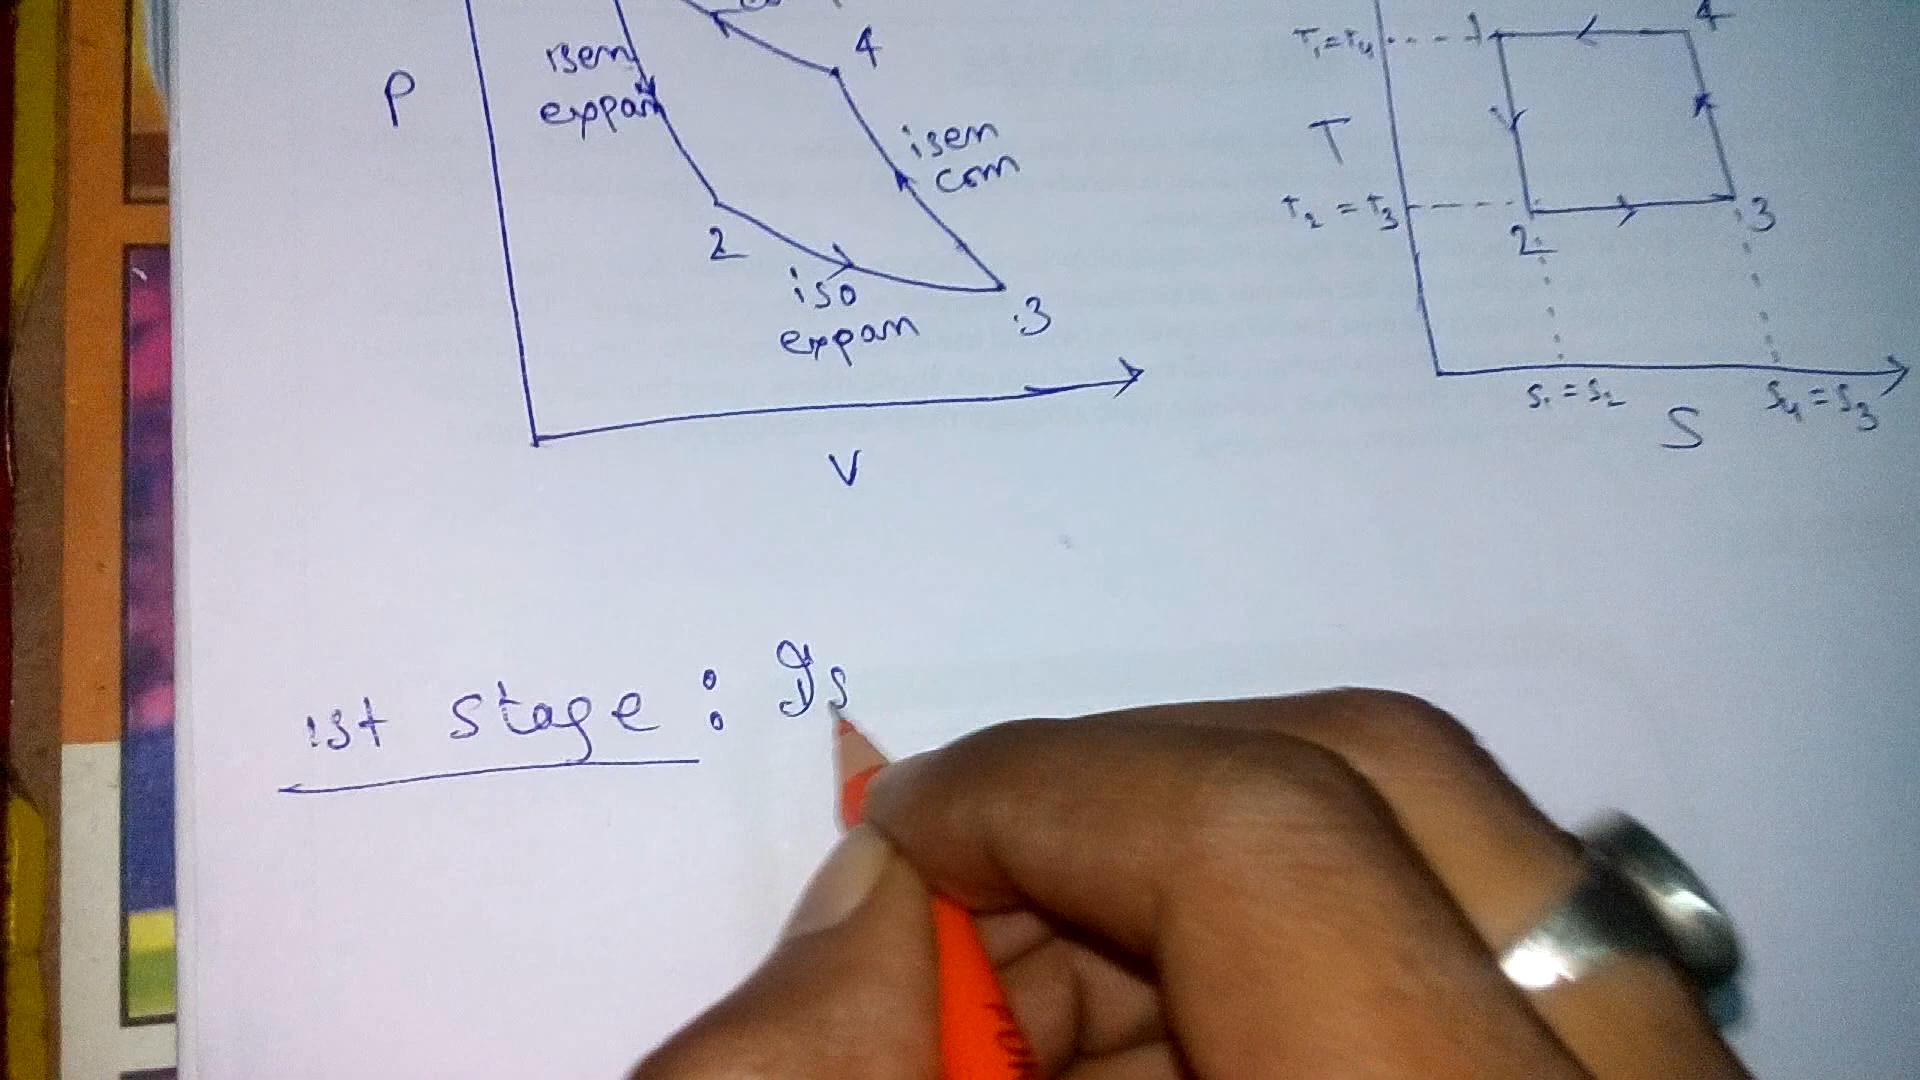 4
isen
expan
P
isen
com
2
iso
expan
3
V
T₁=T₄
1
4
T
T₂ = T₃
2
3
S₁ = S₂
S₄ = S₃
S
1st stage : Is